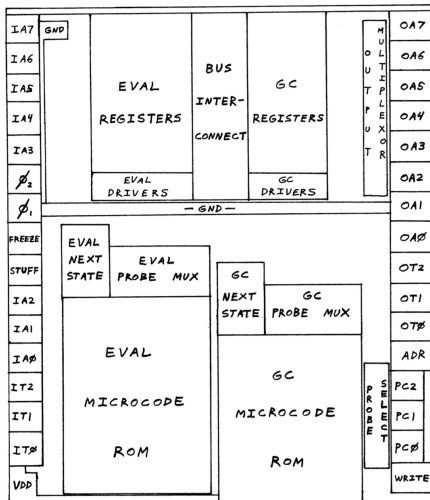 IA7
IA6
IA5
IA4
IA3
Ø2
Ø1
FREEZE
STUFF
IA2
IA1
IAØ
IT2
IT1
ITØ
VDD
GND
EVAL
REGISTERS
EVAL
DRIVERS
BUS
INTER-
CONNECT
GC
REGISTERS
GC
DRIVERS
OUTPUT
MULTIPLEXOR
— GND —
EVAL
NEXT
STATE
EVAL
PROBE MUX
EVAL
MICROCODE
ROM
GC
NEXT
STATE
GC
PROBE MUX
GC
MICROCODE
ROM
PROBE
SELECT
OA7
OA6
OA5
OA4
OA3
OA2
OA1
OAØ
OT2
OT1
OTØ
ADR
PC2
PC1
PCØ
WRITE